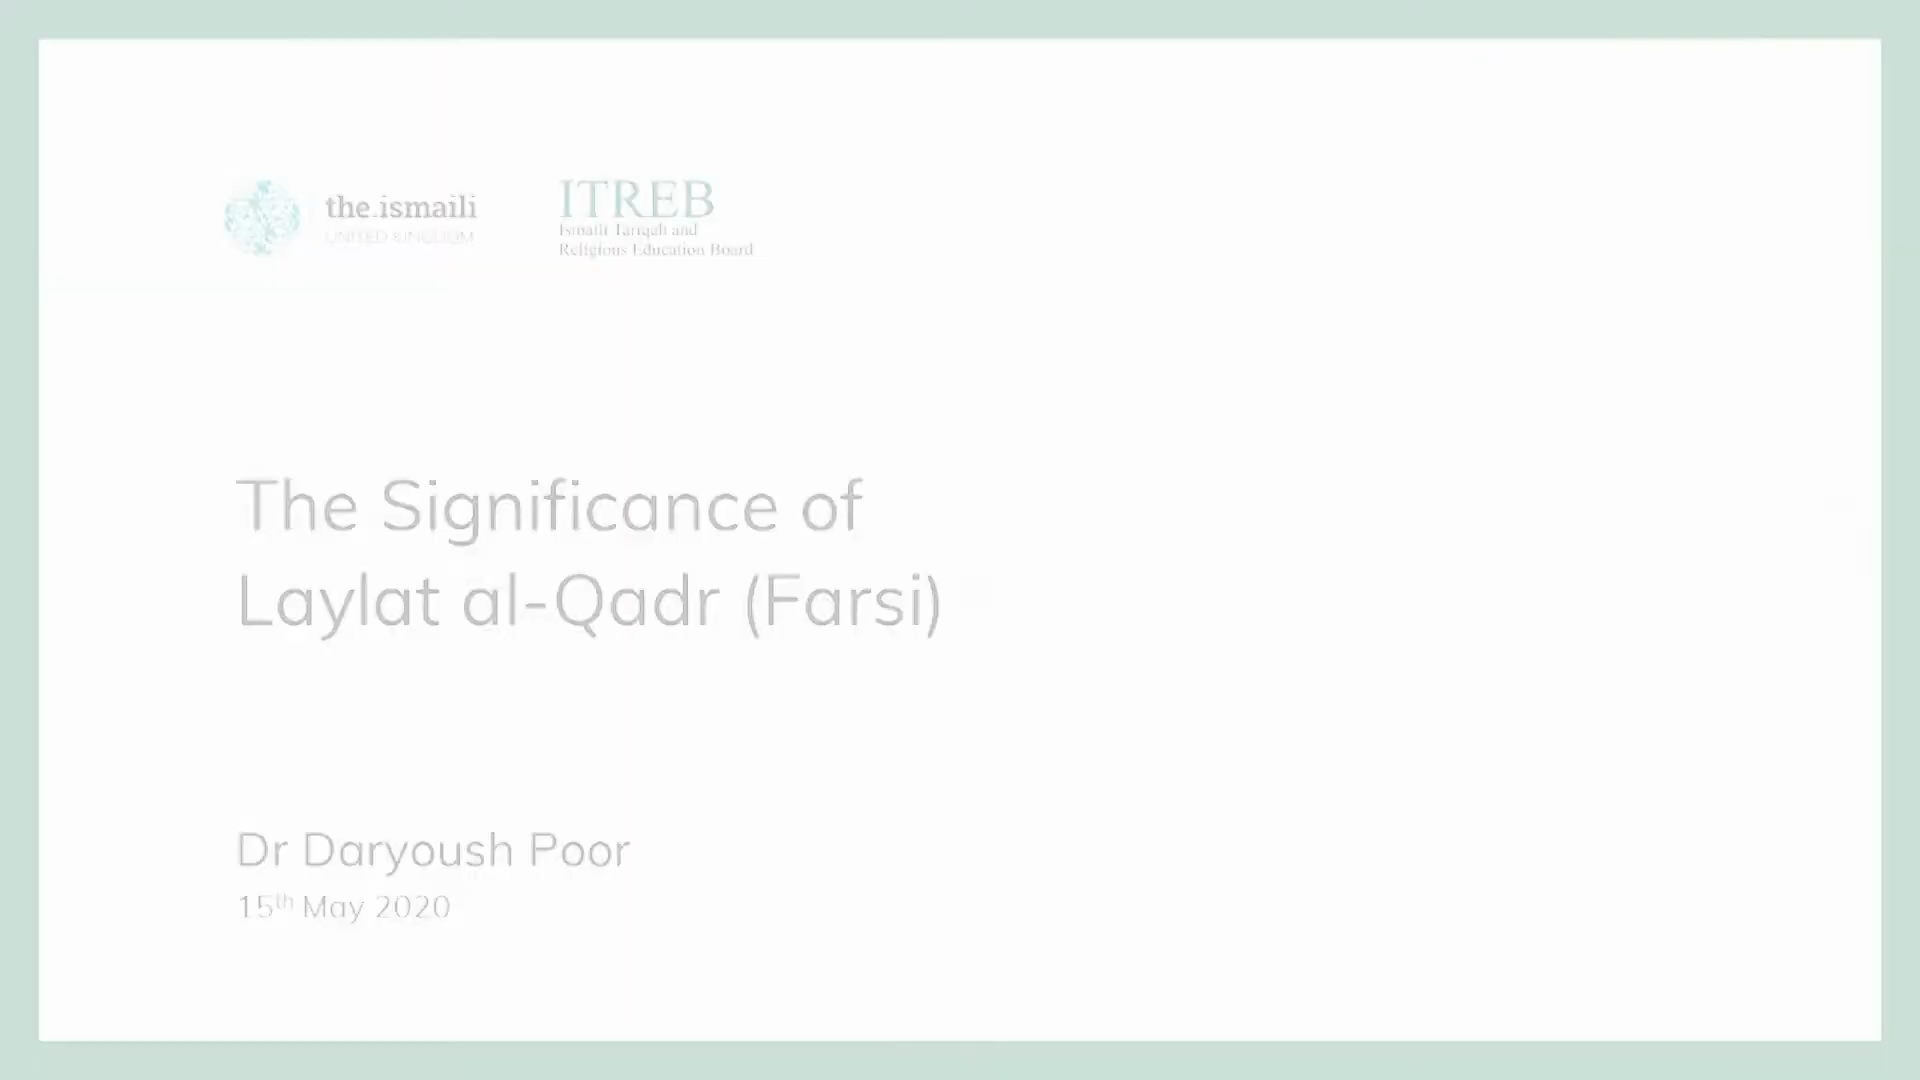 the.ismaili
UNITED KINGDOM
ITREB
Ismaili Tariqah and
Religious Education Board
The Significance of
Laylat al-Qadr (Farsi)
Dr Daryoush Poor
15th May 2020